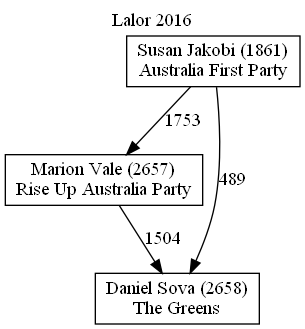 Lalor 2016
Susan Jakobi (1861)
Australia First Party
1753
Marion Vale (2657)
Rise Up Australia Party
489
1504
Daniel Sova (2658)
The Greens